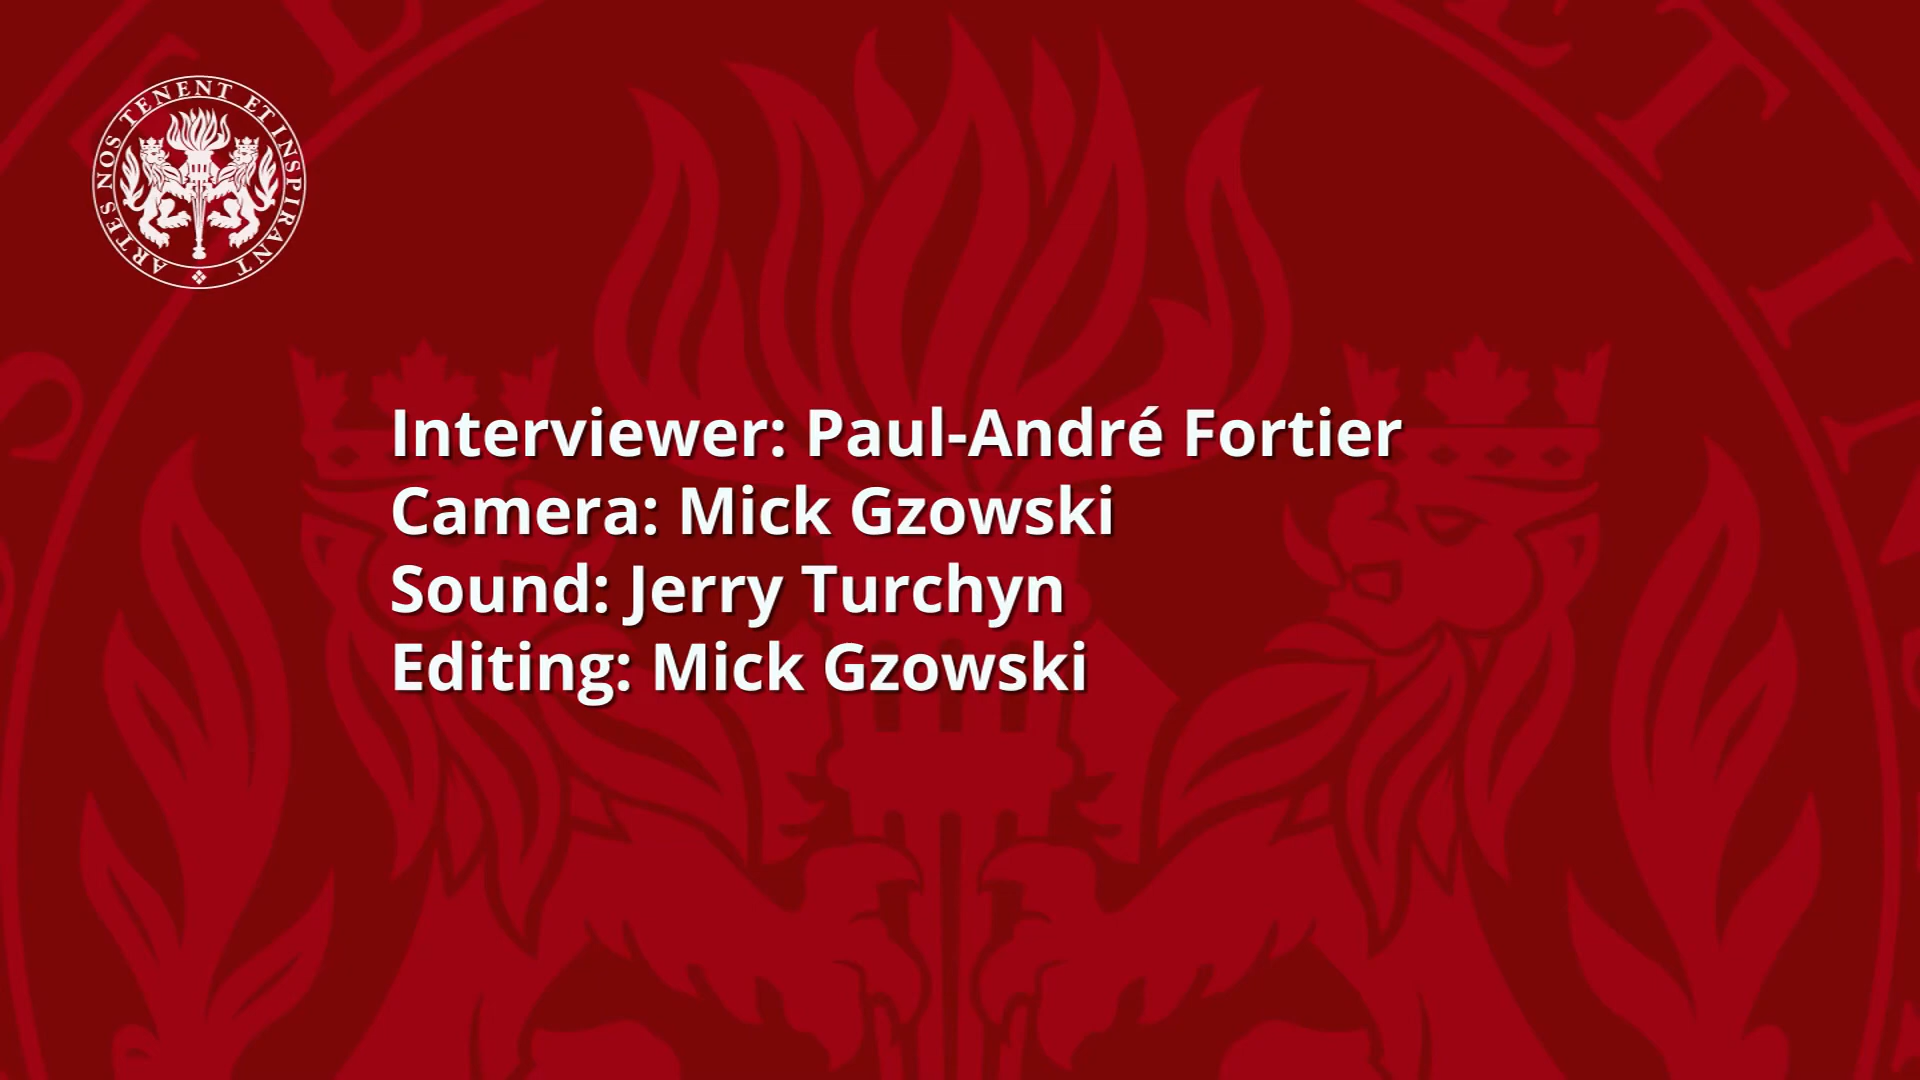 ARTES NOS TENENT ET INSPIRANT
Interviewer: Paul-André Fortier
Camera: Mick Gzowski
Sound: Jerry Turchyn
Editing: Mick Gzowski